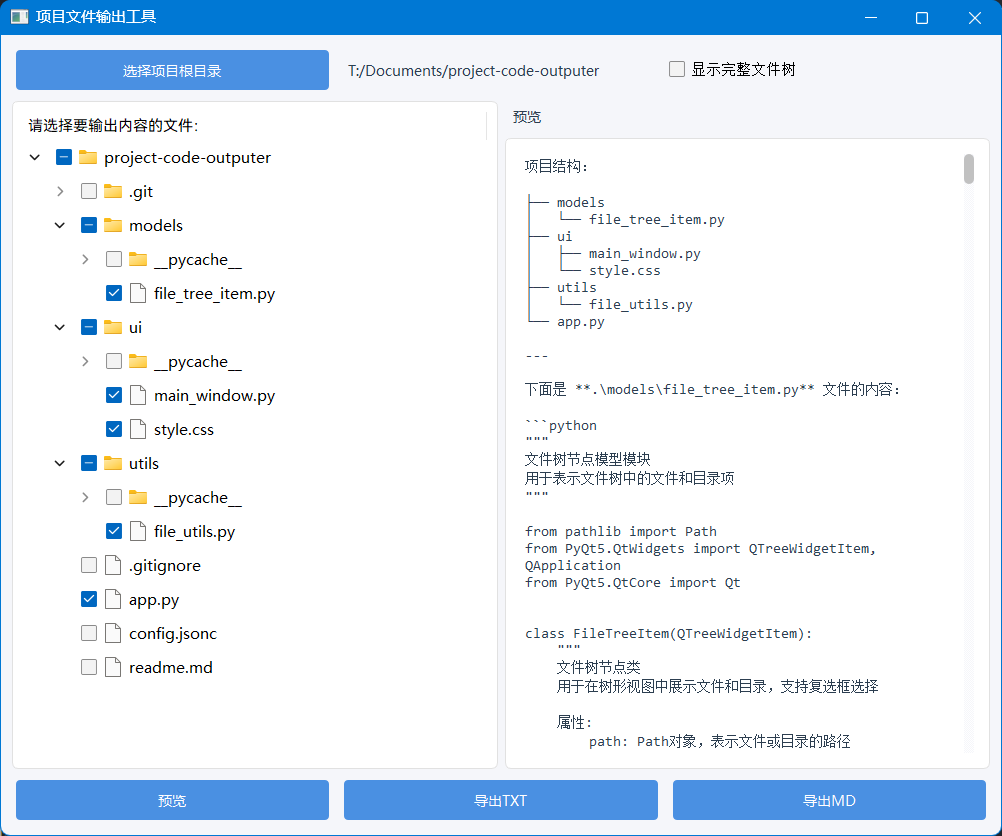 项目文件输出工具
选择项目根目录
T:/Documents/project-code-outputer
显示完整文件树
请选择要输出内容的文件:
project-code-outputer
.git
models
__pycache__
file_tree_item.py
ui
__pycache__
main_window.py
style.css
utils
__pycache__
file_utils.py
.gitignore
app.py
config.jsonc
readme.md
预览
项目结构:
├── models
│   └── file_tree_item.py
├── ui
│   ├── main_window.py
│   └── style.css
├── utils
│   └── file_utils.py
└── app.py
---
下面是 **.\models\file_tree_item.py** 文件的内容:
```python
"""
文件树节点模型模块
用于表示文件树中的文件和目录项
"""
from pathlib import Path
from PyQt5.QtWidgets import QTreeWidgetItem,
QApplication
from PyQt5.QtCore import Qt
class FileTreeItem(QTreeWidgetItem):
    """
    文件树节点类
    用于在树形视图中展示文件和目录，支持复选框选择
    属性:
        path: Path对象，表示文件或目录的路径
预览
导出TXT
导出MD